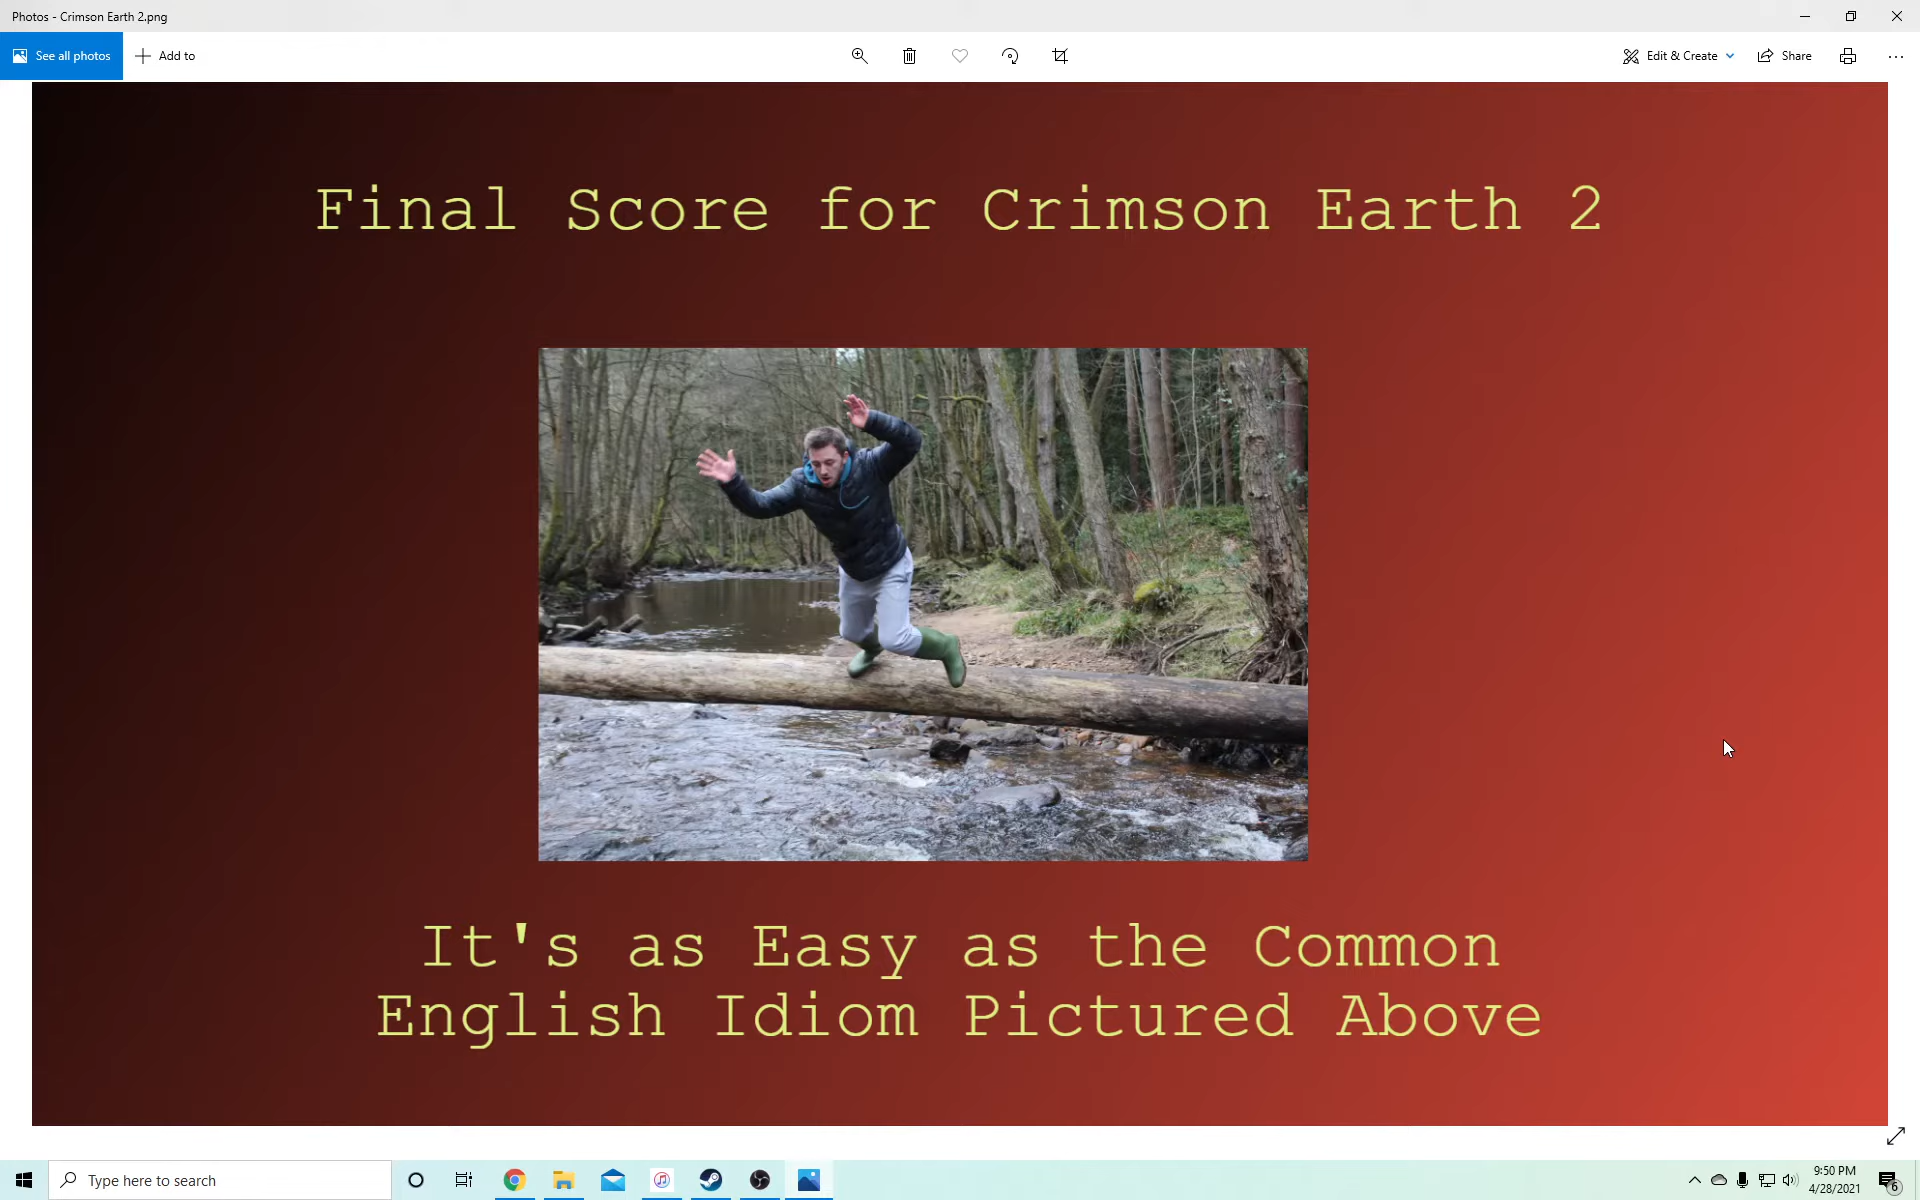 Photos - Crimson Earth 2.png
See all photos
Add to
Edit & Create
Share
Final Score for Crimson Earth 2
It's as Easy as the Common
English Idiom Pictured Above
Type here to search
9:50 PM
4/28/2021
6